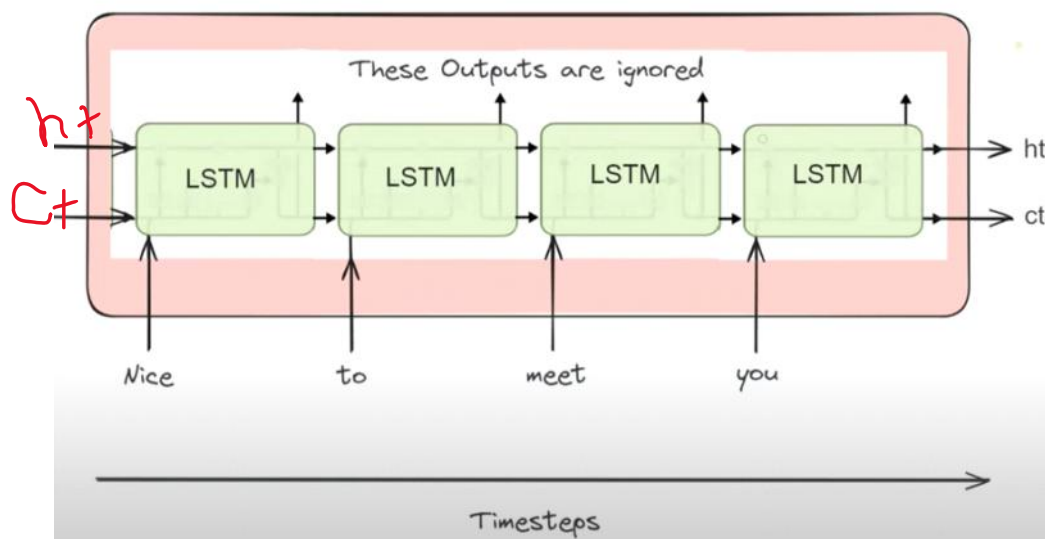 These Outputs are ignored
ht
LSTM LSTM LSTM LSTM
ht
Ct
ct
Nice to meet you
Timesteps